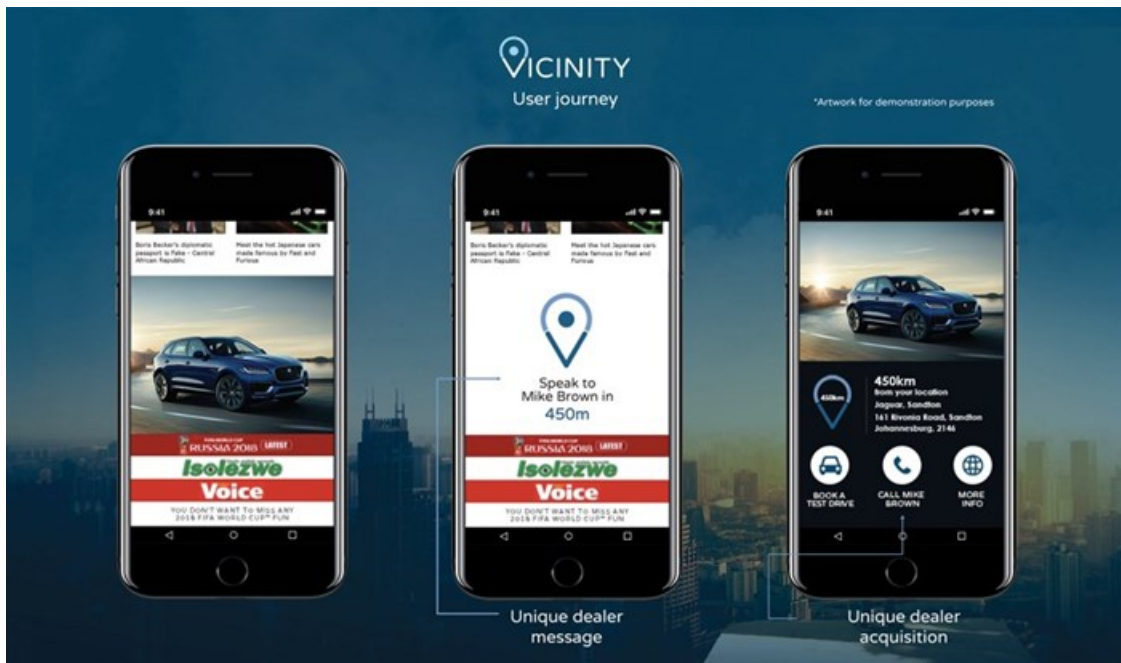 VICINITY
User journey
*Artwork for demonstration purposes
9:41
Boris Becker's diplomatic
passport is Fake - Central
African Republic
Meet the hot Japanese cars
made famous by Fast and
Furious
FIFA WORLD CUP
RUSSIA 2018 LATEST
Isolezwe
Voice
YOU DON'T WANT TO MISS ANY
2018 FIFA WORLD CUP™ FUN
9:41
Boris Becker's diplomatic
passport is Fake - Central
African Republic
Meet the hot Japanese cars
made famous by Fast and
Furious
Speak to
Mike Brown in
450m
FIFA WORLD CUP
RUSSIA 2018 LATEST
Isolezwe
Voice
YOU DON'T WANT TO MISS ANY
2018 FIFA WORLD CUP™ FUN
Unique dealer
message
9:41
450km
450km
from your location
Jaguar, Sandton
161 Rivonia Road, Sandton
Johannesburg, 2146
BOOK A
TEST DRIVE
CALL MIKE
BROWN
MORE
INFO
Unique dealer
acquisition